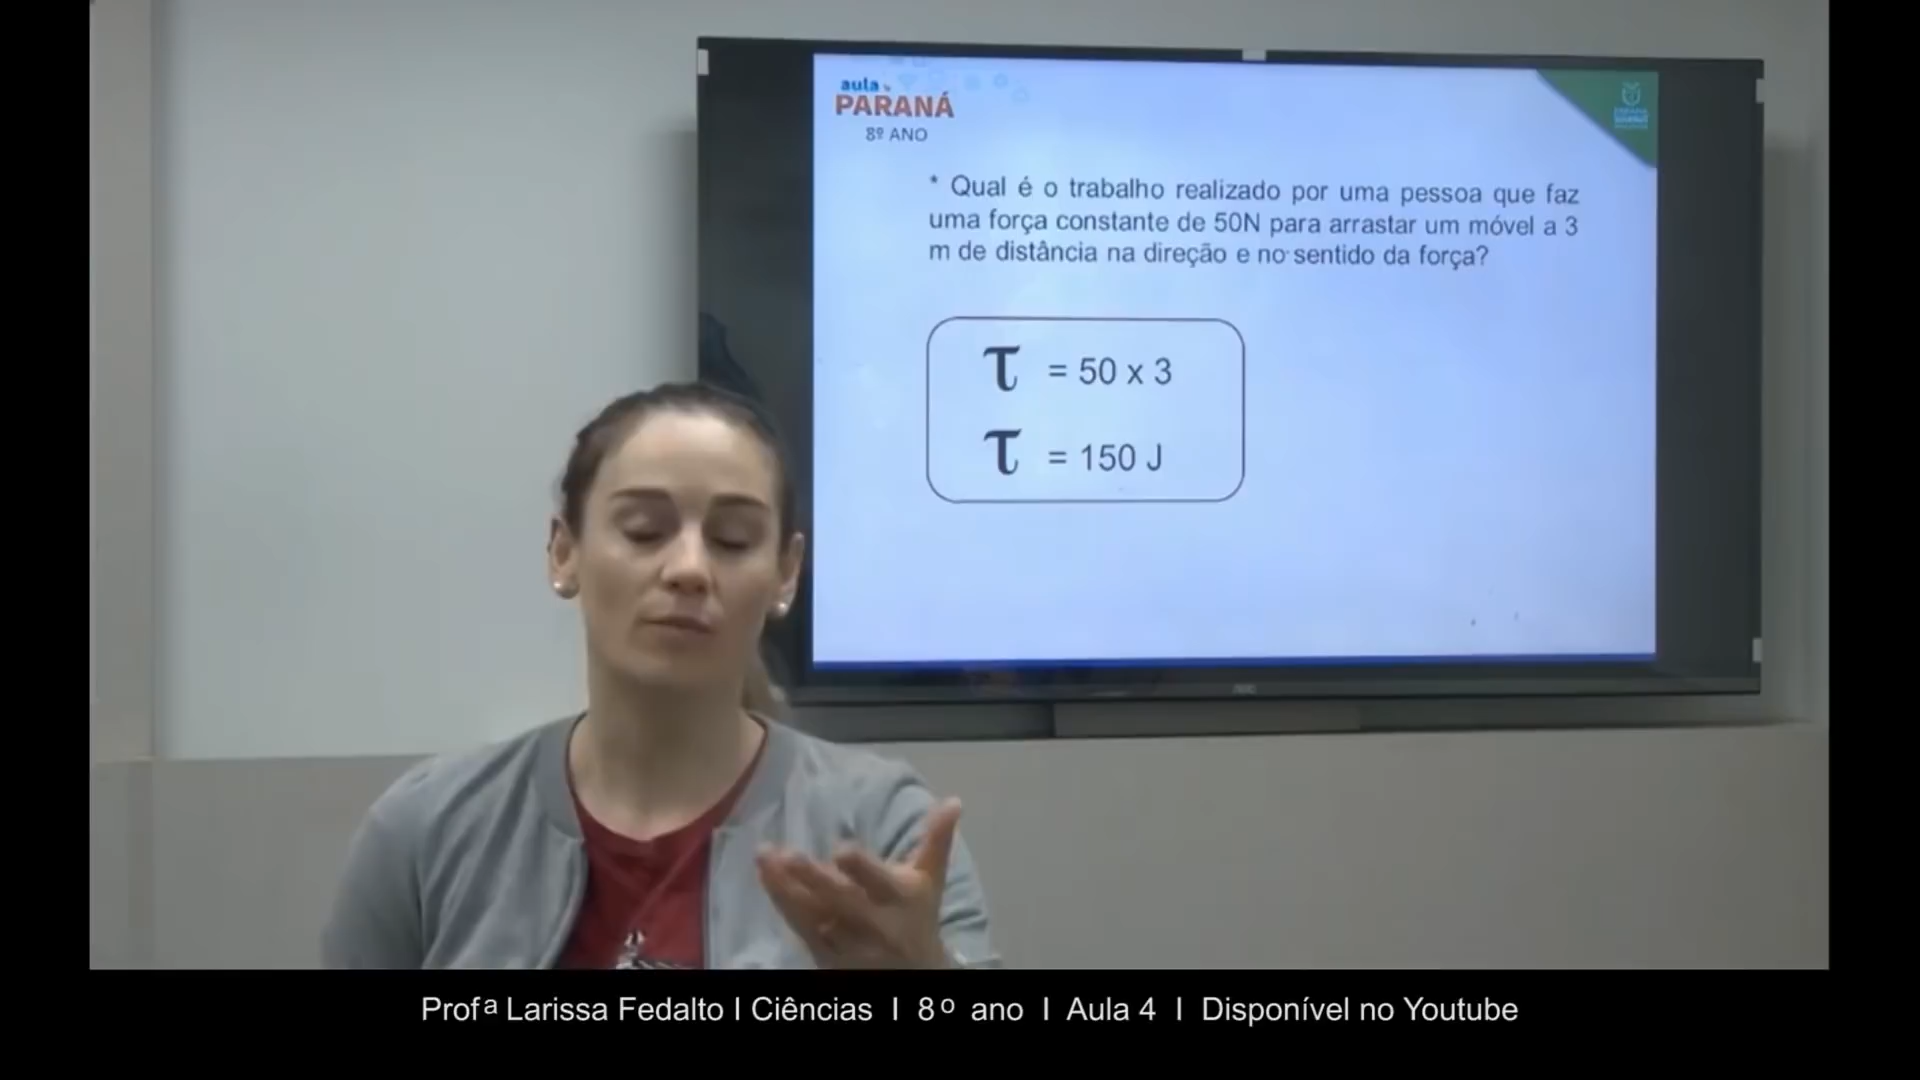 aula
PARANÁ
8º ANO
* Qual é o trabalho realizado por uma pessoa que faz
uma força constante de 50N para arrastar um móvel a 3
m de distância na direção e no sentido da força?
τ = 50 x 3
τ = 150 J
Profª Larissa Fedalto I Ciências I 8º ano I Aula 4 I Disponível no Youtube